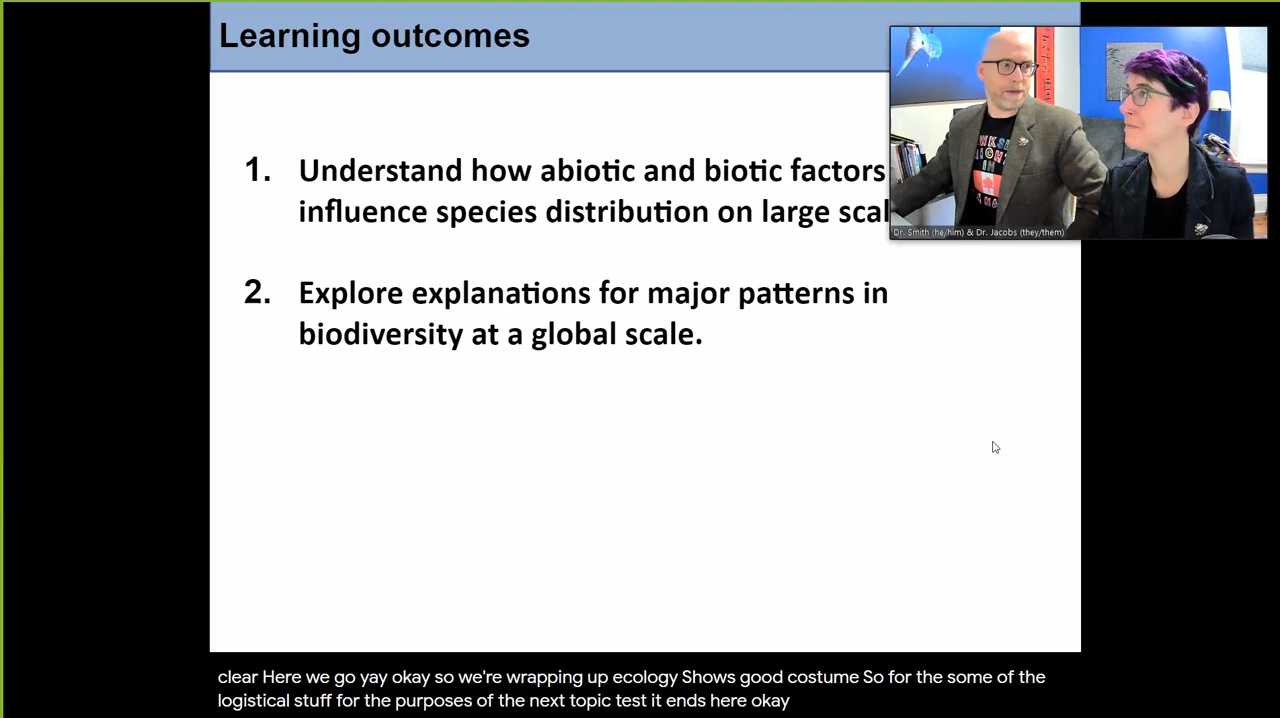 Learning outcomes
1. Understand how abiotic and biotic factors
influence species distribution on large scal
2. Explore explanations for major patterns in
biodiversity at a global scale.
Dr. Smith (he/him) & Dr. Jacobs (they/them)
clear Here we go yay okay so we're wrapping up ecology Shows good costume So for the some of the
logistical stuff for the purposes of the next topic test it ends here okay